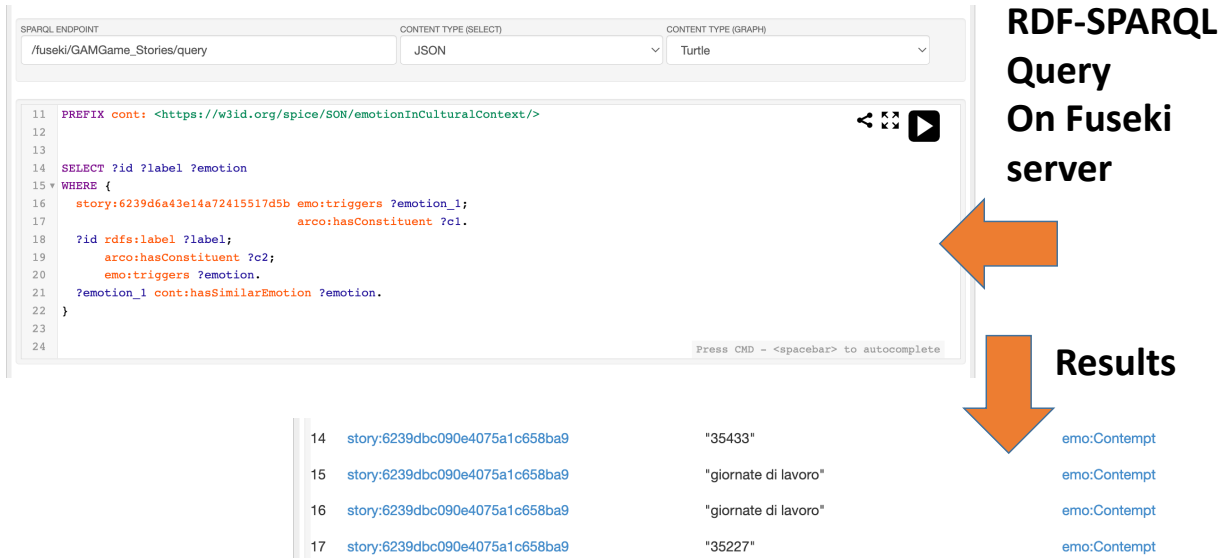 SPARQL ENDPOINT CONTENT TYPE (SELECT) CONTENT TYPE (GRAPH)
/fuseki/GAMGame_Stories/query JSON Turtle
11 PREFIX cont: <https://w3id.org/spice/SON/emotionInCulturalContext/>
12
13
14 SELECT ?id ?label ?emotion
15 WHERE {
16 story:6239d6a43e14a72415517d5b emo:triggers ?emotion_1;
17 arco:hasConstituent ?c1.
18 ?id rdfs:label ?label;
19 arco:hasConstituent ?c2;
20 emo:triggers ?emotion.
21 ?emotion_1 cont:hasSimilarEmotion ?emotion.
22 }
23
24
Press CMD - <spacebar> to autocomplete
RDF-SPARQL
Query
On Fuseki
server
Results
14 story:6239dbc090e4075a1c658ba9 "35433" emo:Contempt
15 story:6239dbc090e4075a1c658ba9 "giornate di lavoro" emo:Contempt
16 story:6239dbc090e4075a1c658ba9 "giornate di lavoro" emo:Contempt
17 story:6239dbc090e4075a1c658ba9 "35227" emo:Contempt